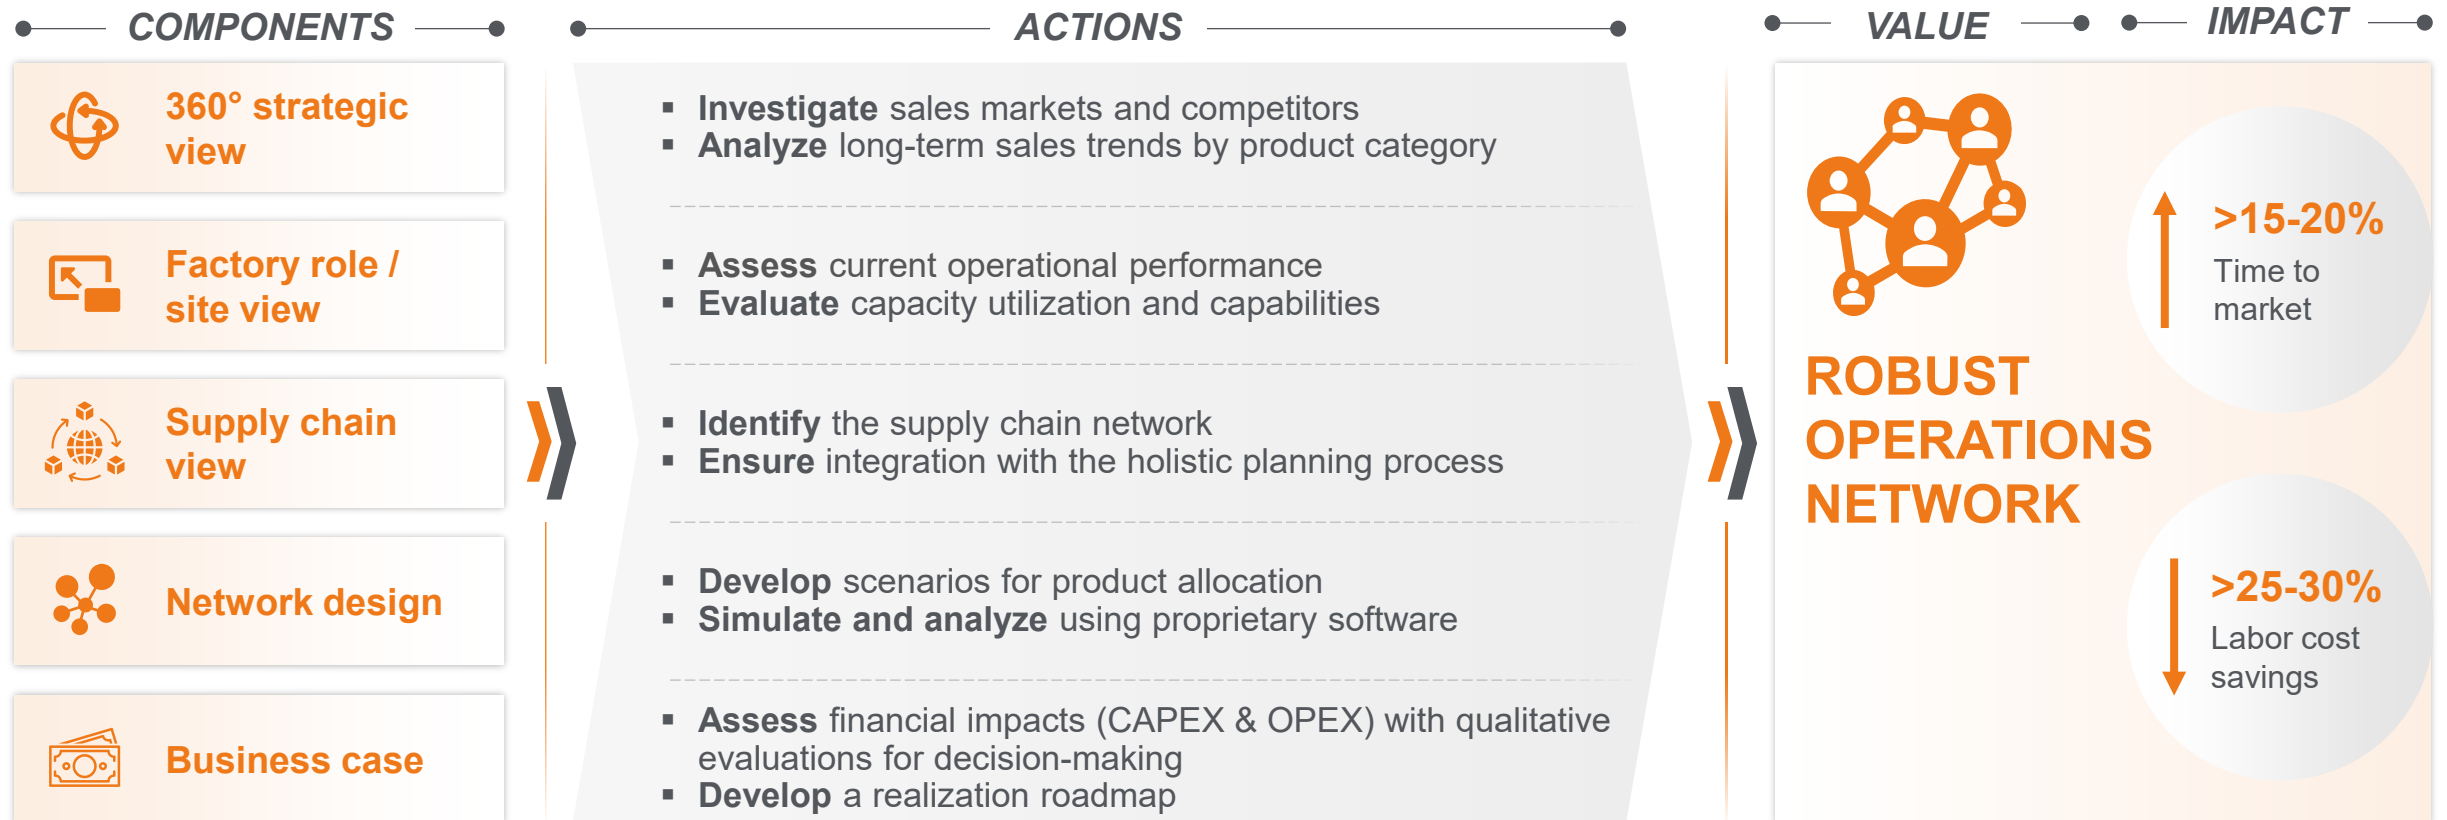 COMPONENTS
ACTIONS
VALUE
IMPACT
360° strategic
view
▪ Investigate sales markets and competitors
▪ Analyze long-term sales trends by product category
Factory role /
site view
▪ Assess current operational performance
▪ Evaluate capacity utilization and capabilities
Supply chain
view
▪ Identify the supply chain network
▪ Ensure integration with the holistic planning process
Network design
▪ Develop scenarios for product allocation
▪ Simulate and analyze using proprietary software
Business case
▪ Assess financial impacts (CAPEX & OPEX) with qualitative
evaluations for decision-making
▪ Develop a realization roadmap
ROBUST
OPERATIONS
NETWORK
>15-20%
Time to
market
>25-30%
Labor cost
savings